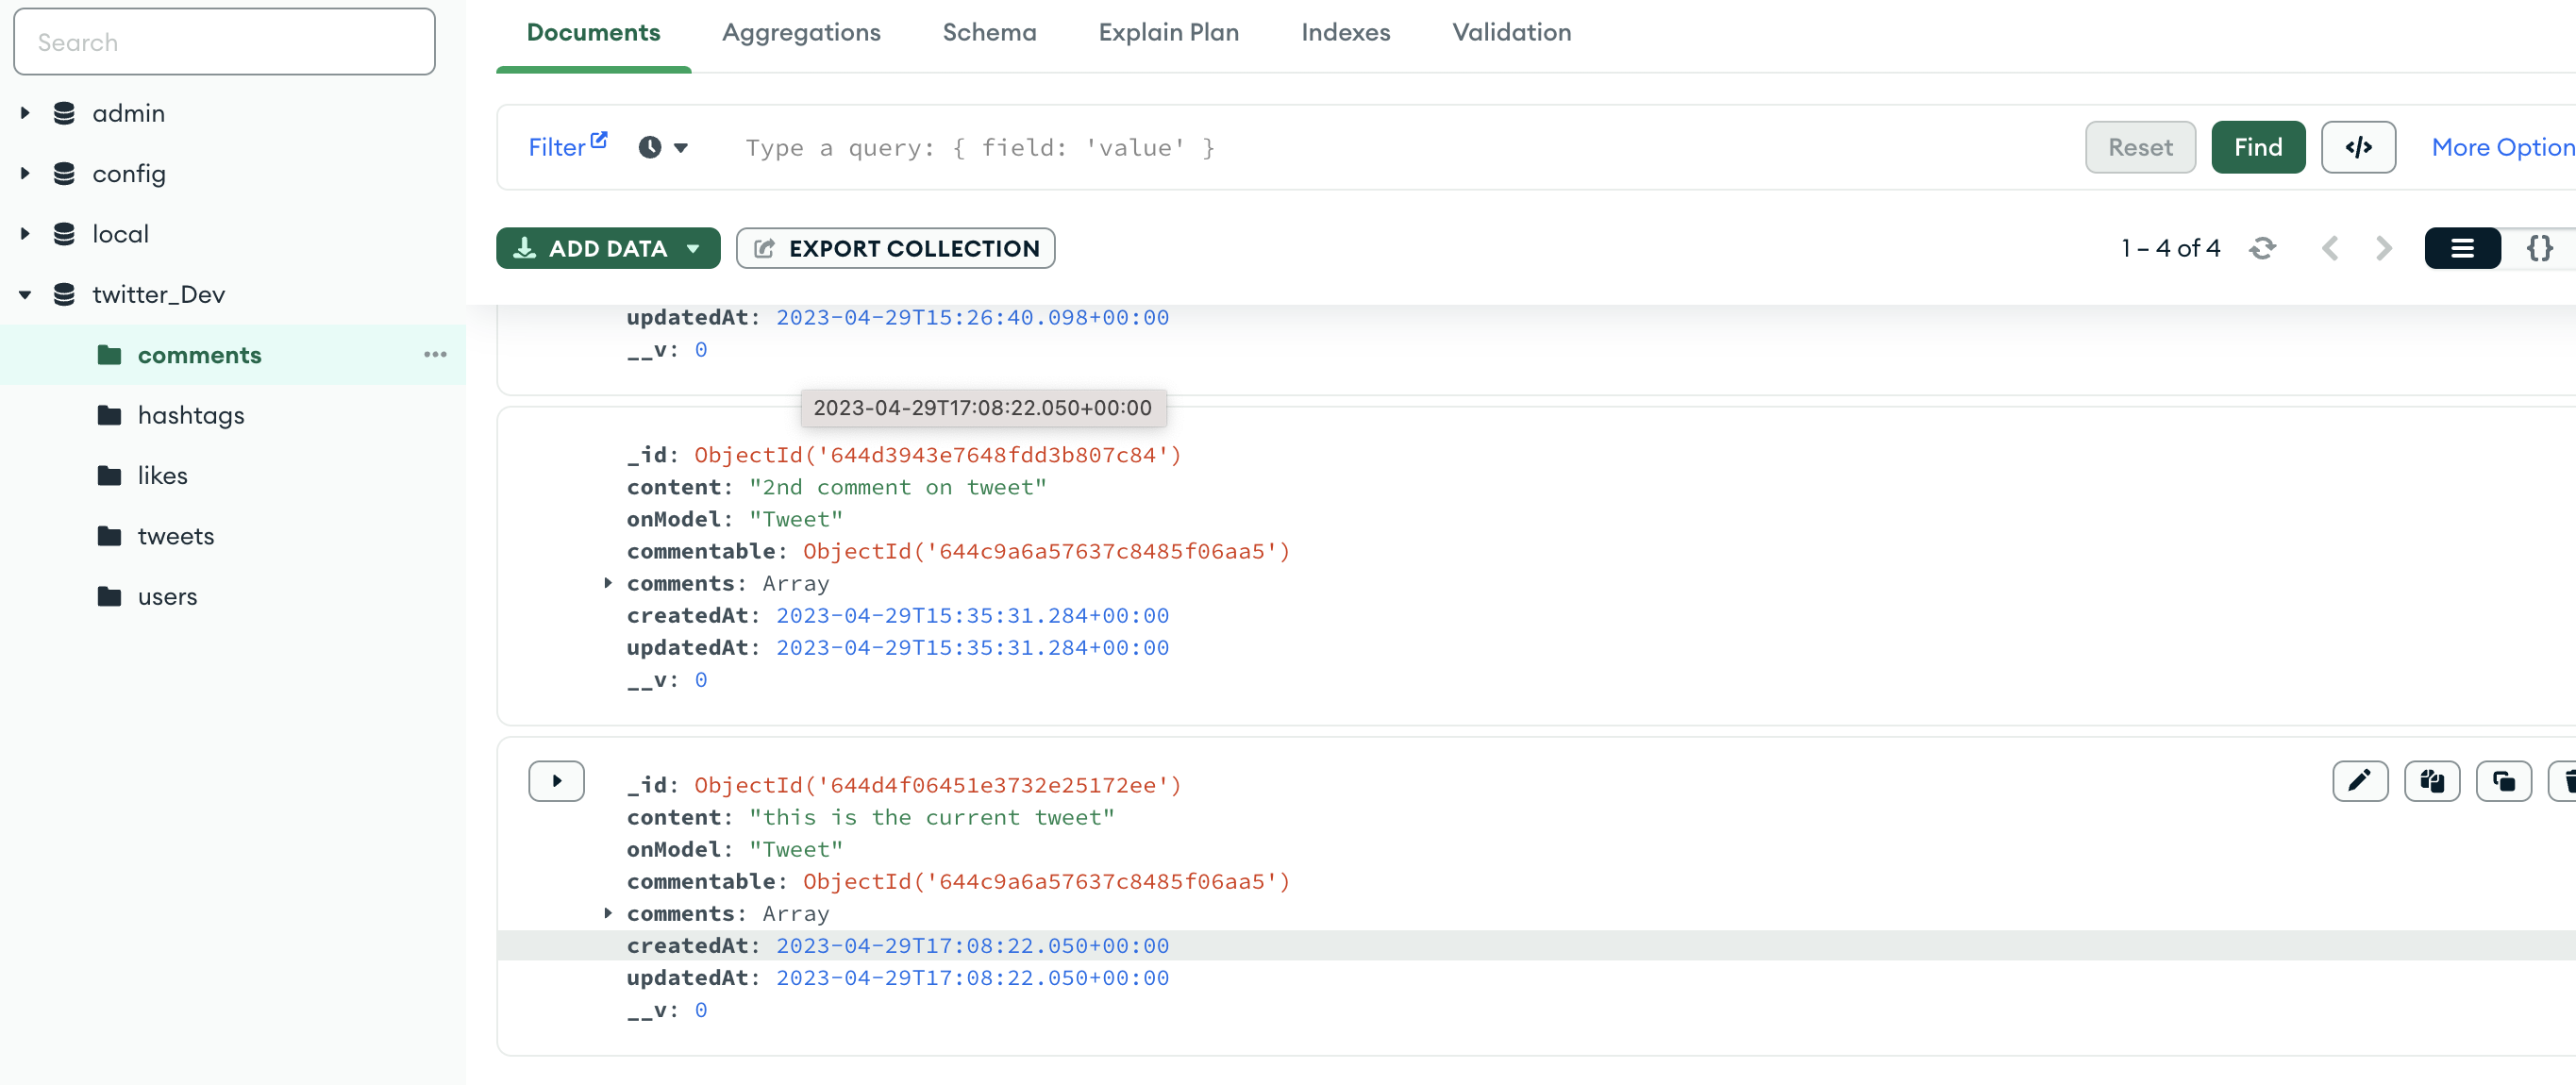 Search
admin
config
local
twitter_Dev
comments
hashtags
likes
tweets
users
Documents Aggregations Schema Explain Plan Indexes Validation
Filter Type a query: { field: 'value' } Reset Find </> More Option
ADD DATA EXPORT COLLECTION 1 – 4 of 4 {}
updatedAt: 2023-04-29T15:26:40.098+00:00
__v: 0
2023-04-29T17:08:22.050+00:00
_id: ObjectId('644d3943e7648fdd3b807c84')
content: "2nd comment on tweet"
onModel: "Tweet"
commentable: ObjectId('644c9a6a57637c8485f06aa5')
comments: Array
createdAt: 2023-04-29T15:35:31.284+00:00
updatedAt: 2023-04-29T15:35:31.284+00:00
__v: 0
_id: ObjectId('644d4f06451e3732e25172ee')
content: "this is the current tweet"
onModel: "Tweet"
commentable: ObjectId('644c9a6a57637c8485f06aa5')
comments: Array
createdAt: 2023-04-29T17:08:22.050+00:00
updatedAt: 2023-04-29T17:08:22.050+00:00
__v: 0